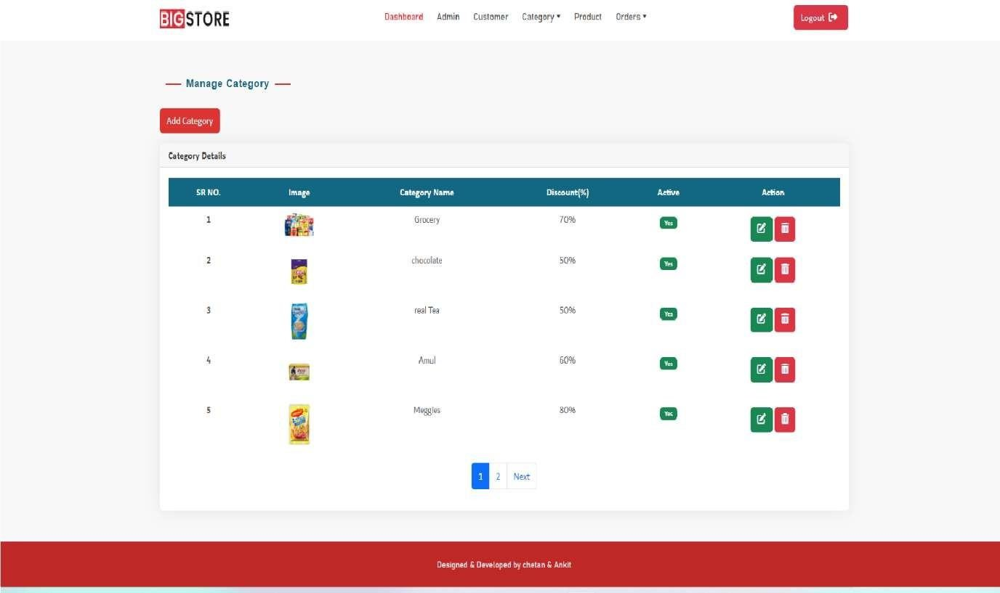 BIGSTORE
Dashboard Admin Customer Category Product Orders
Logout
Manage Category
Add Category
Category Details
SR NO. Image Category Name Discount(%) Active Action
1 Grocery 70% Yes
2 chocolate 50% Yes
3 real Tea 50% Yes
4 Amul 60% Yes
5 Meggles 80% Yes
1 2 Next
Designed & Developed by chetan & Ankit